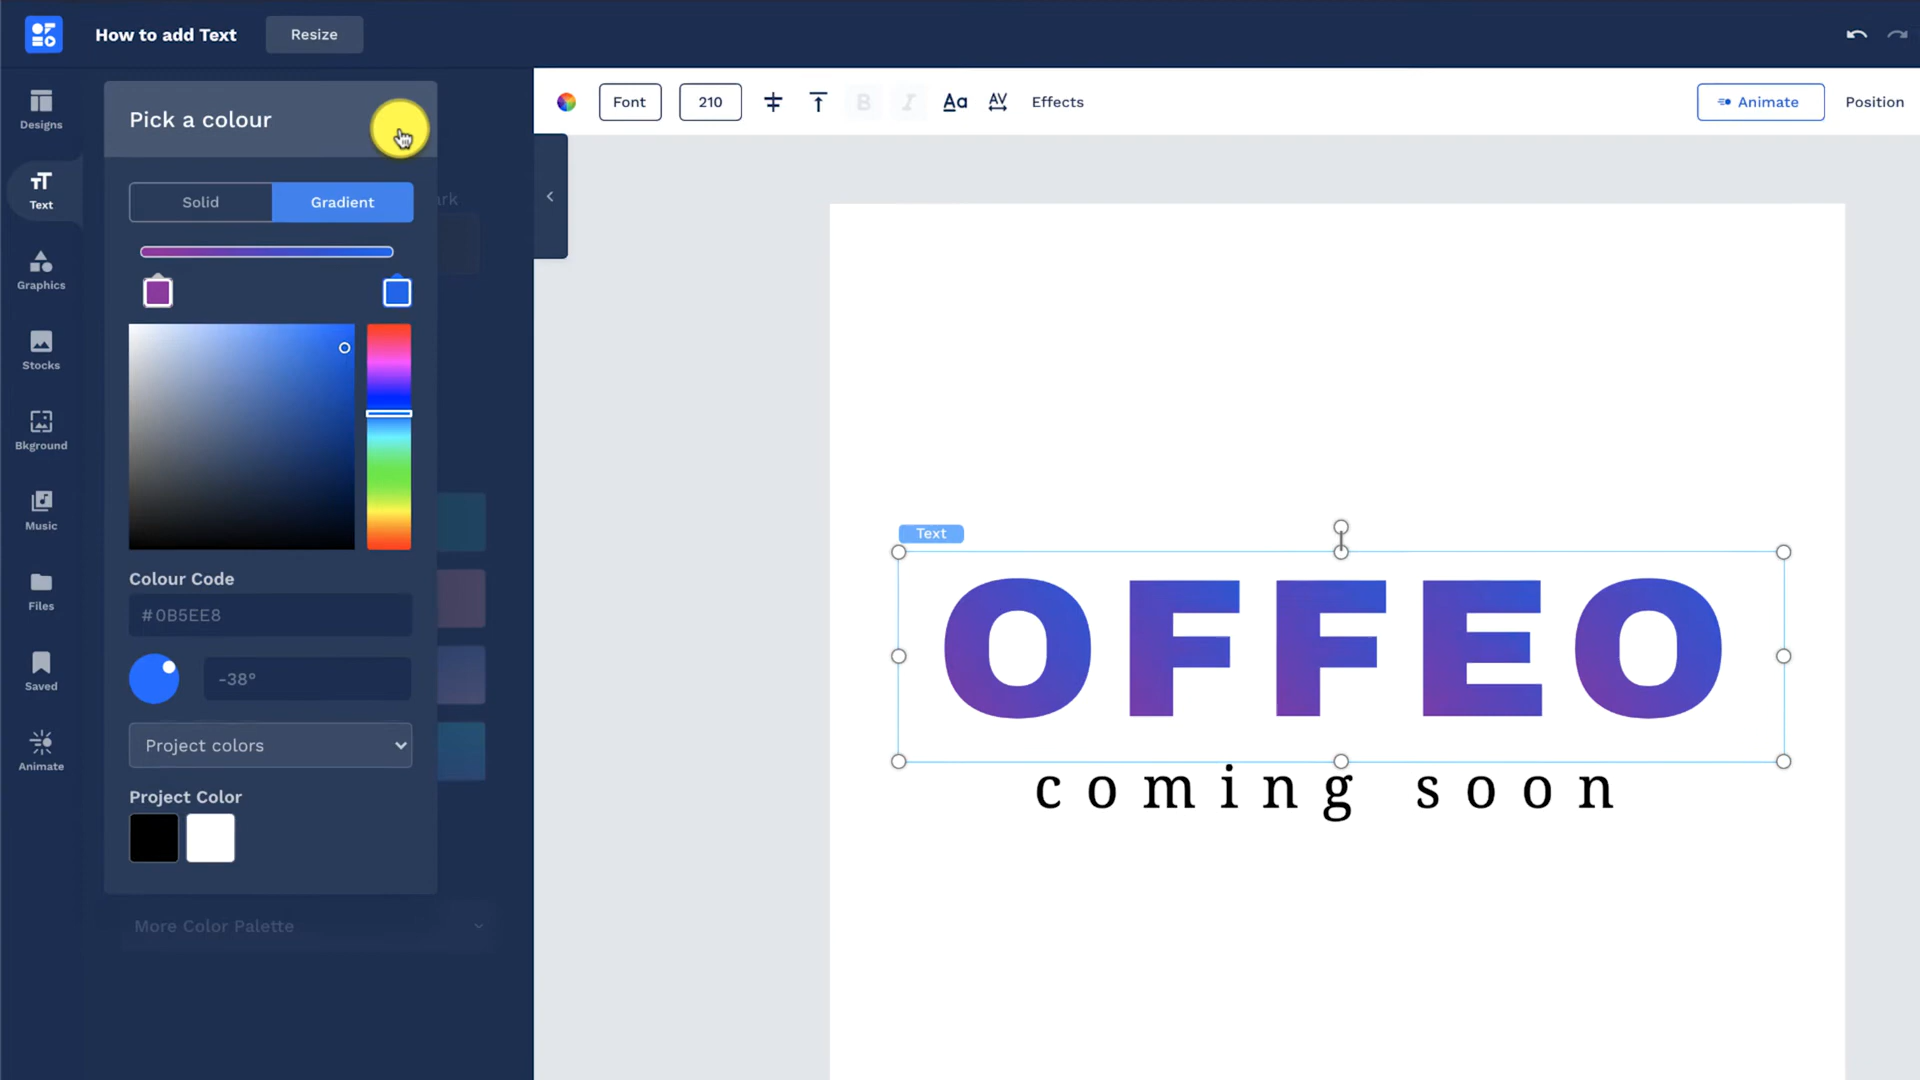 How to add Text
Resize
Font
210
Aa
AV
Effects
Animate
Position
Designs
Text
Graphics
Stocks
Bkground
Music
Files
Saved
Animate
Pick a colour
Solid
Gradient
Colour Code
#0B5EE8
-38°
Project colors
Project Color
More Color Palette
Text
OFFEO
coming soon